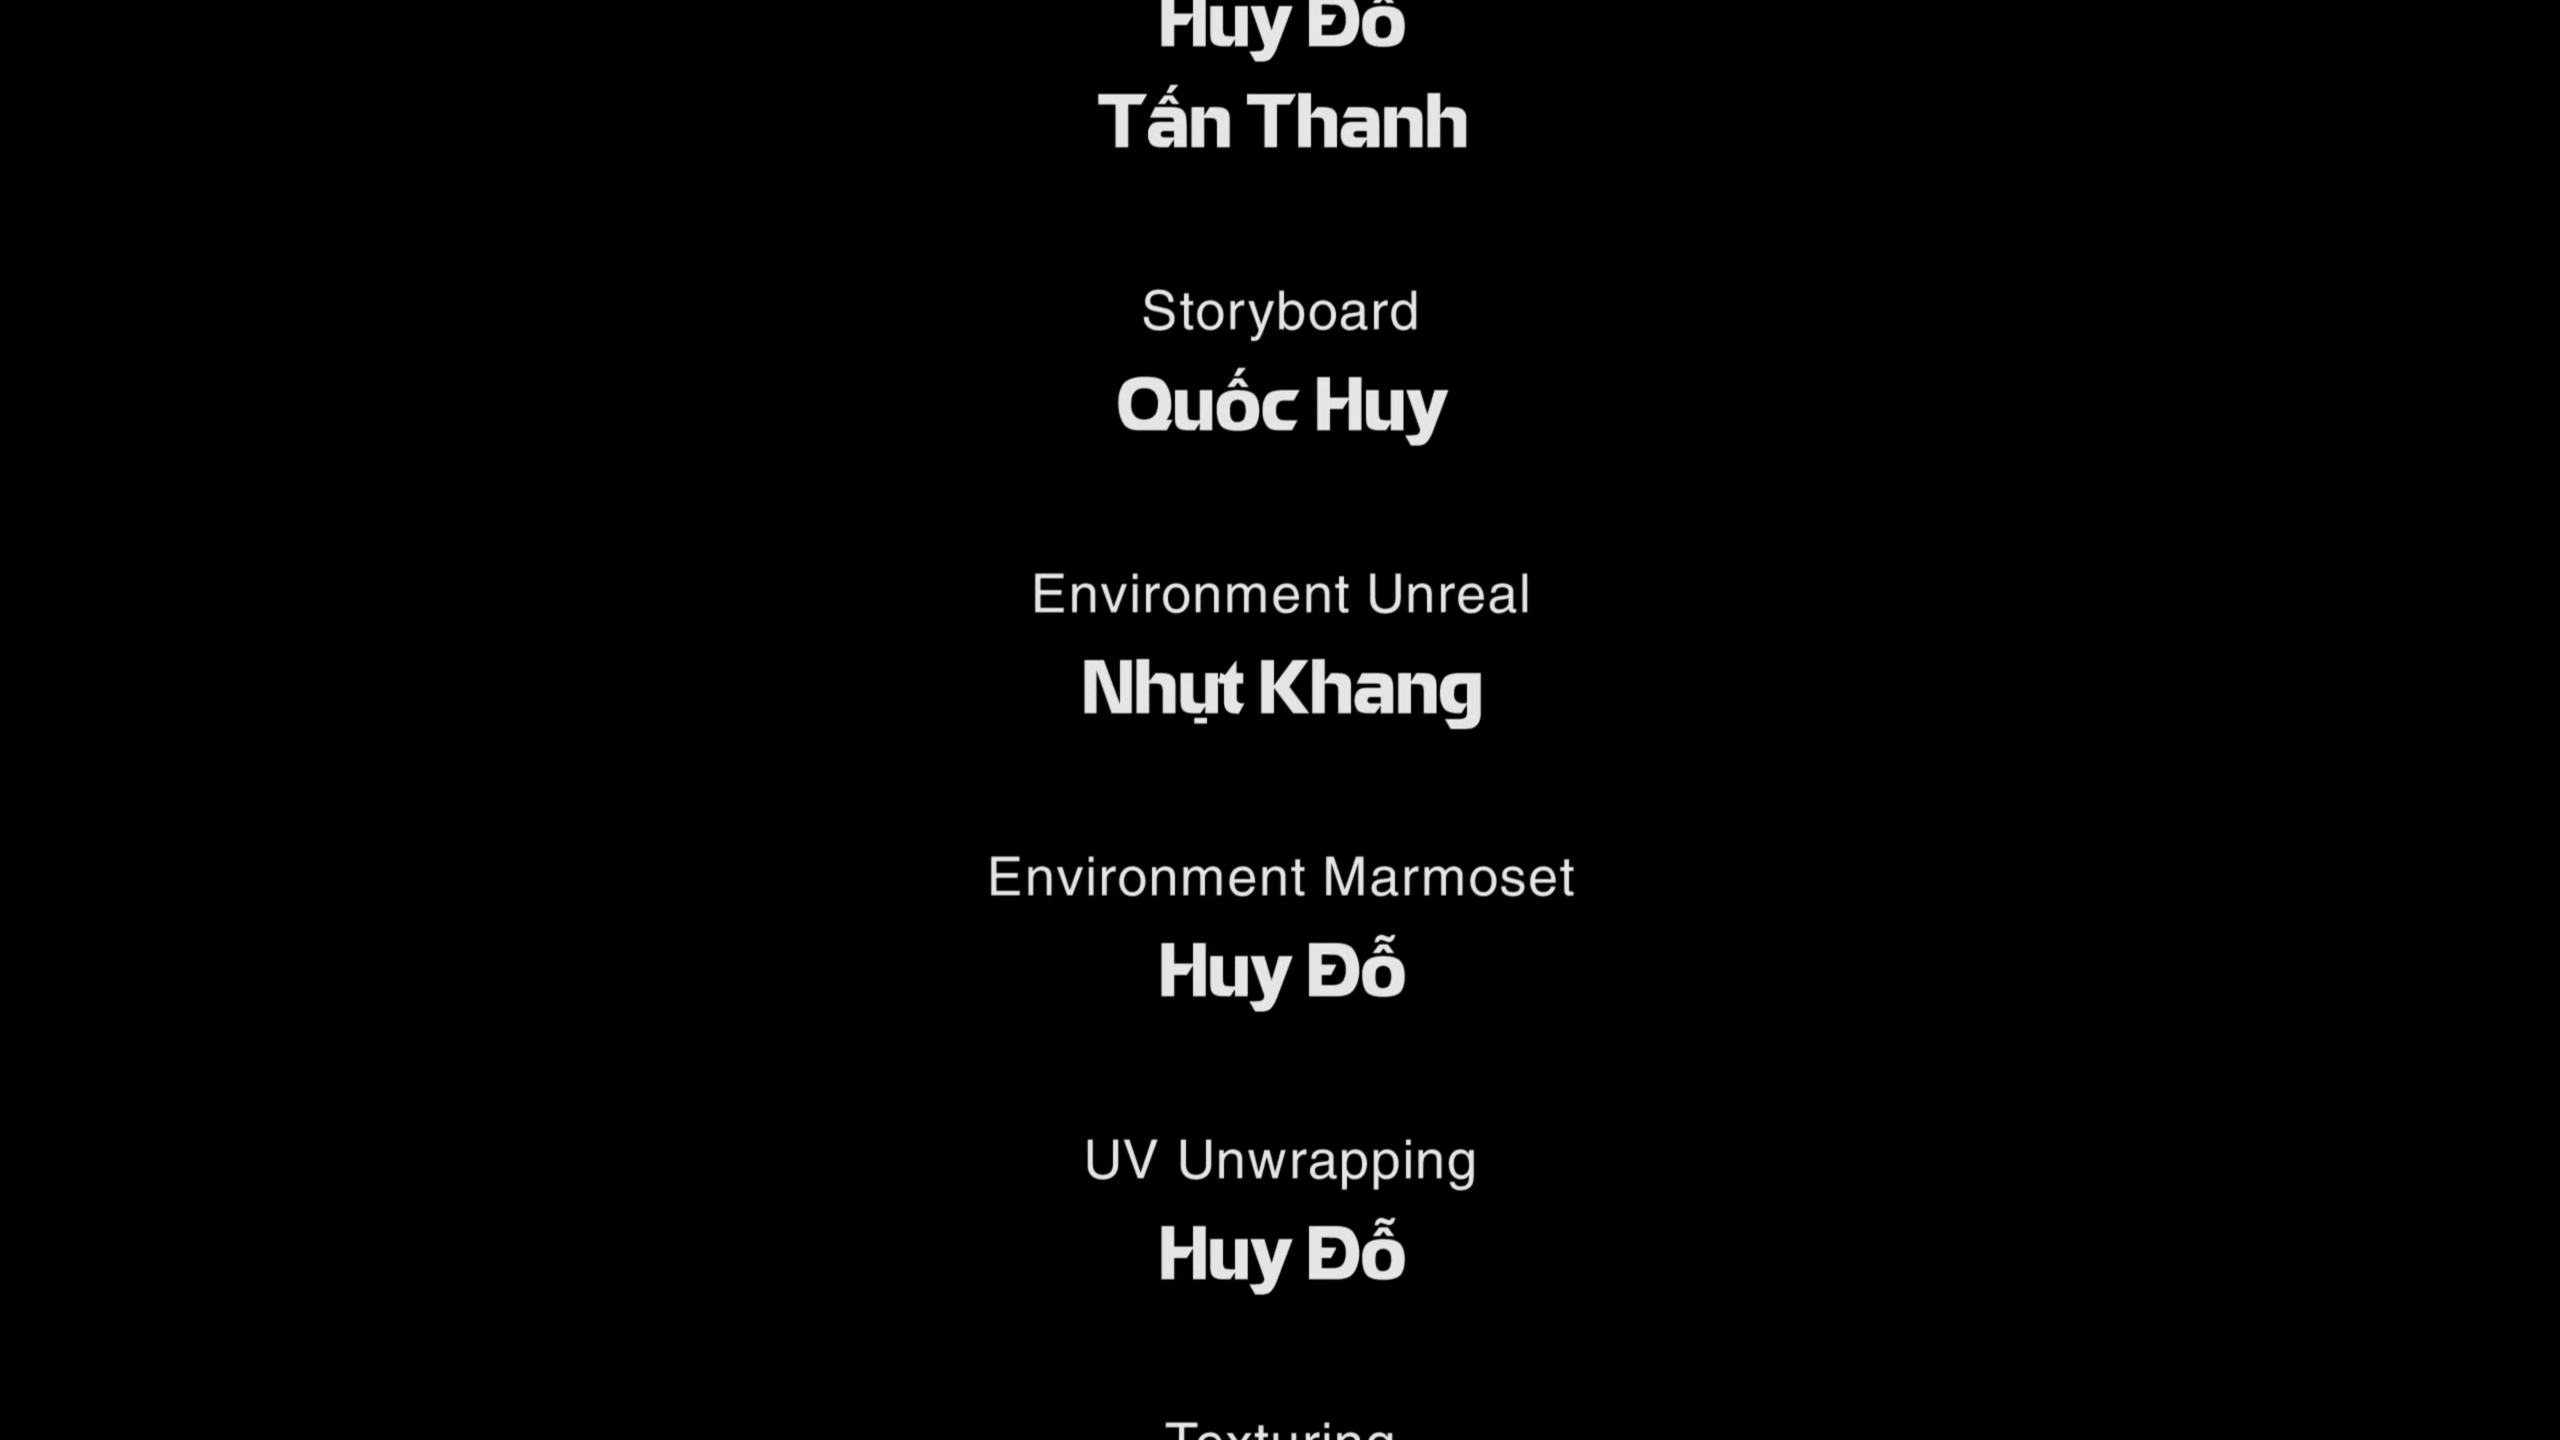 Huy Đỗ
Tấn Thanh
Storyboard
Quốc Huy
Environment Unreal
Nhựt Khang
Environment Marmoset
Huy Đỗ
UV Unwrapping
Huy Đỗ
Texturing